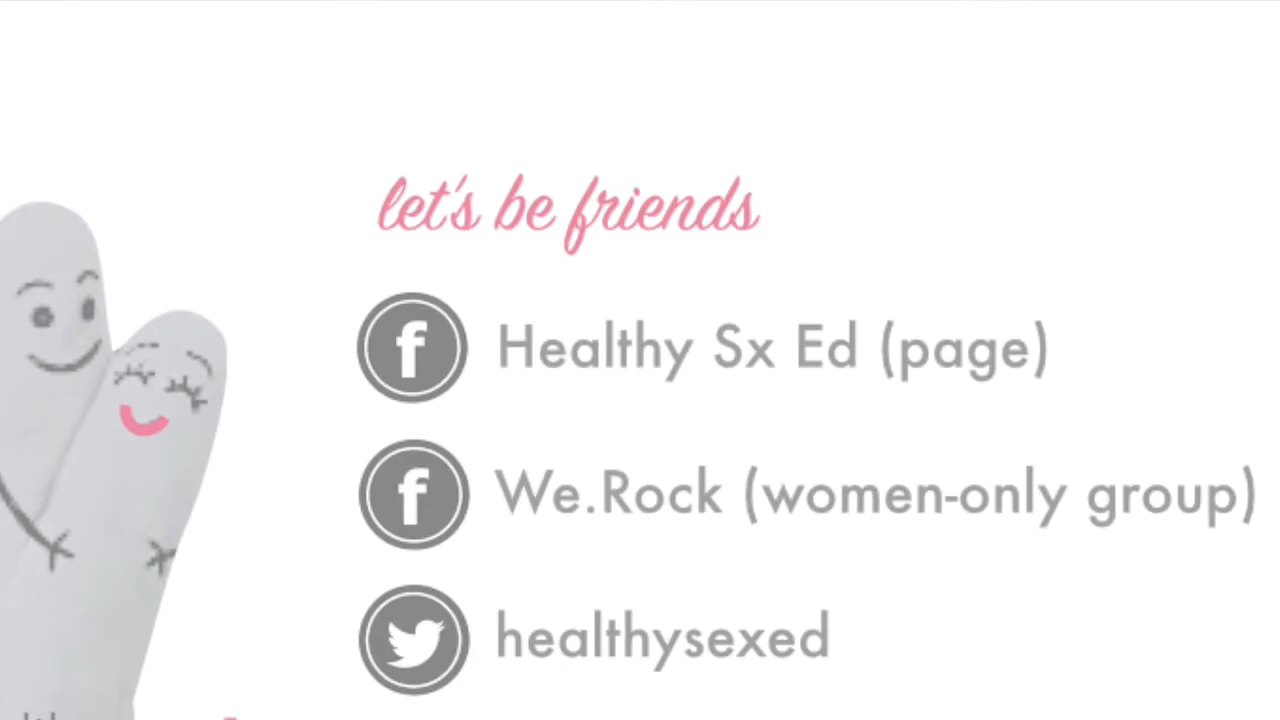 let's be friends
Healthy Sx Ed (page)
We.Rock (women-only group)
healthysexed